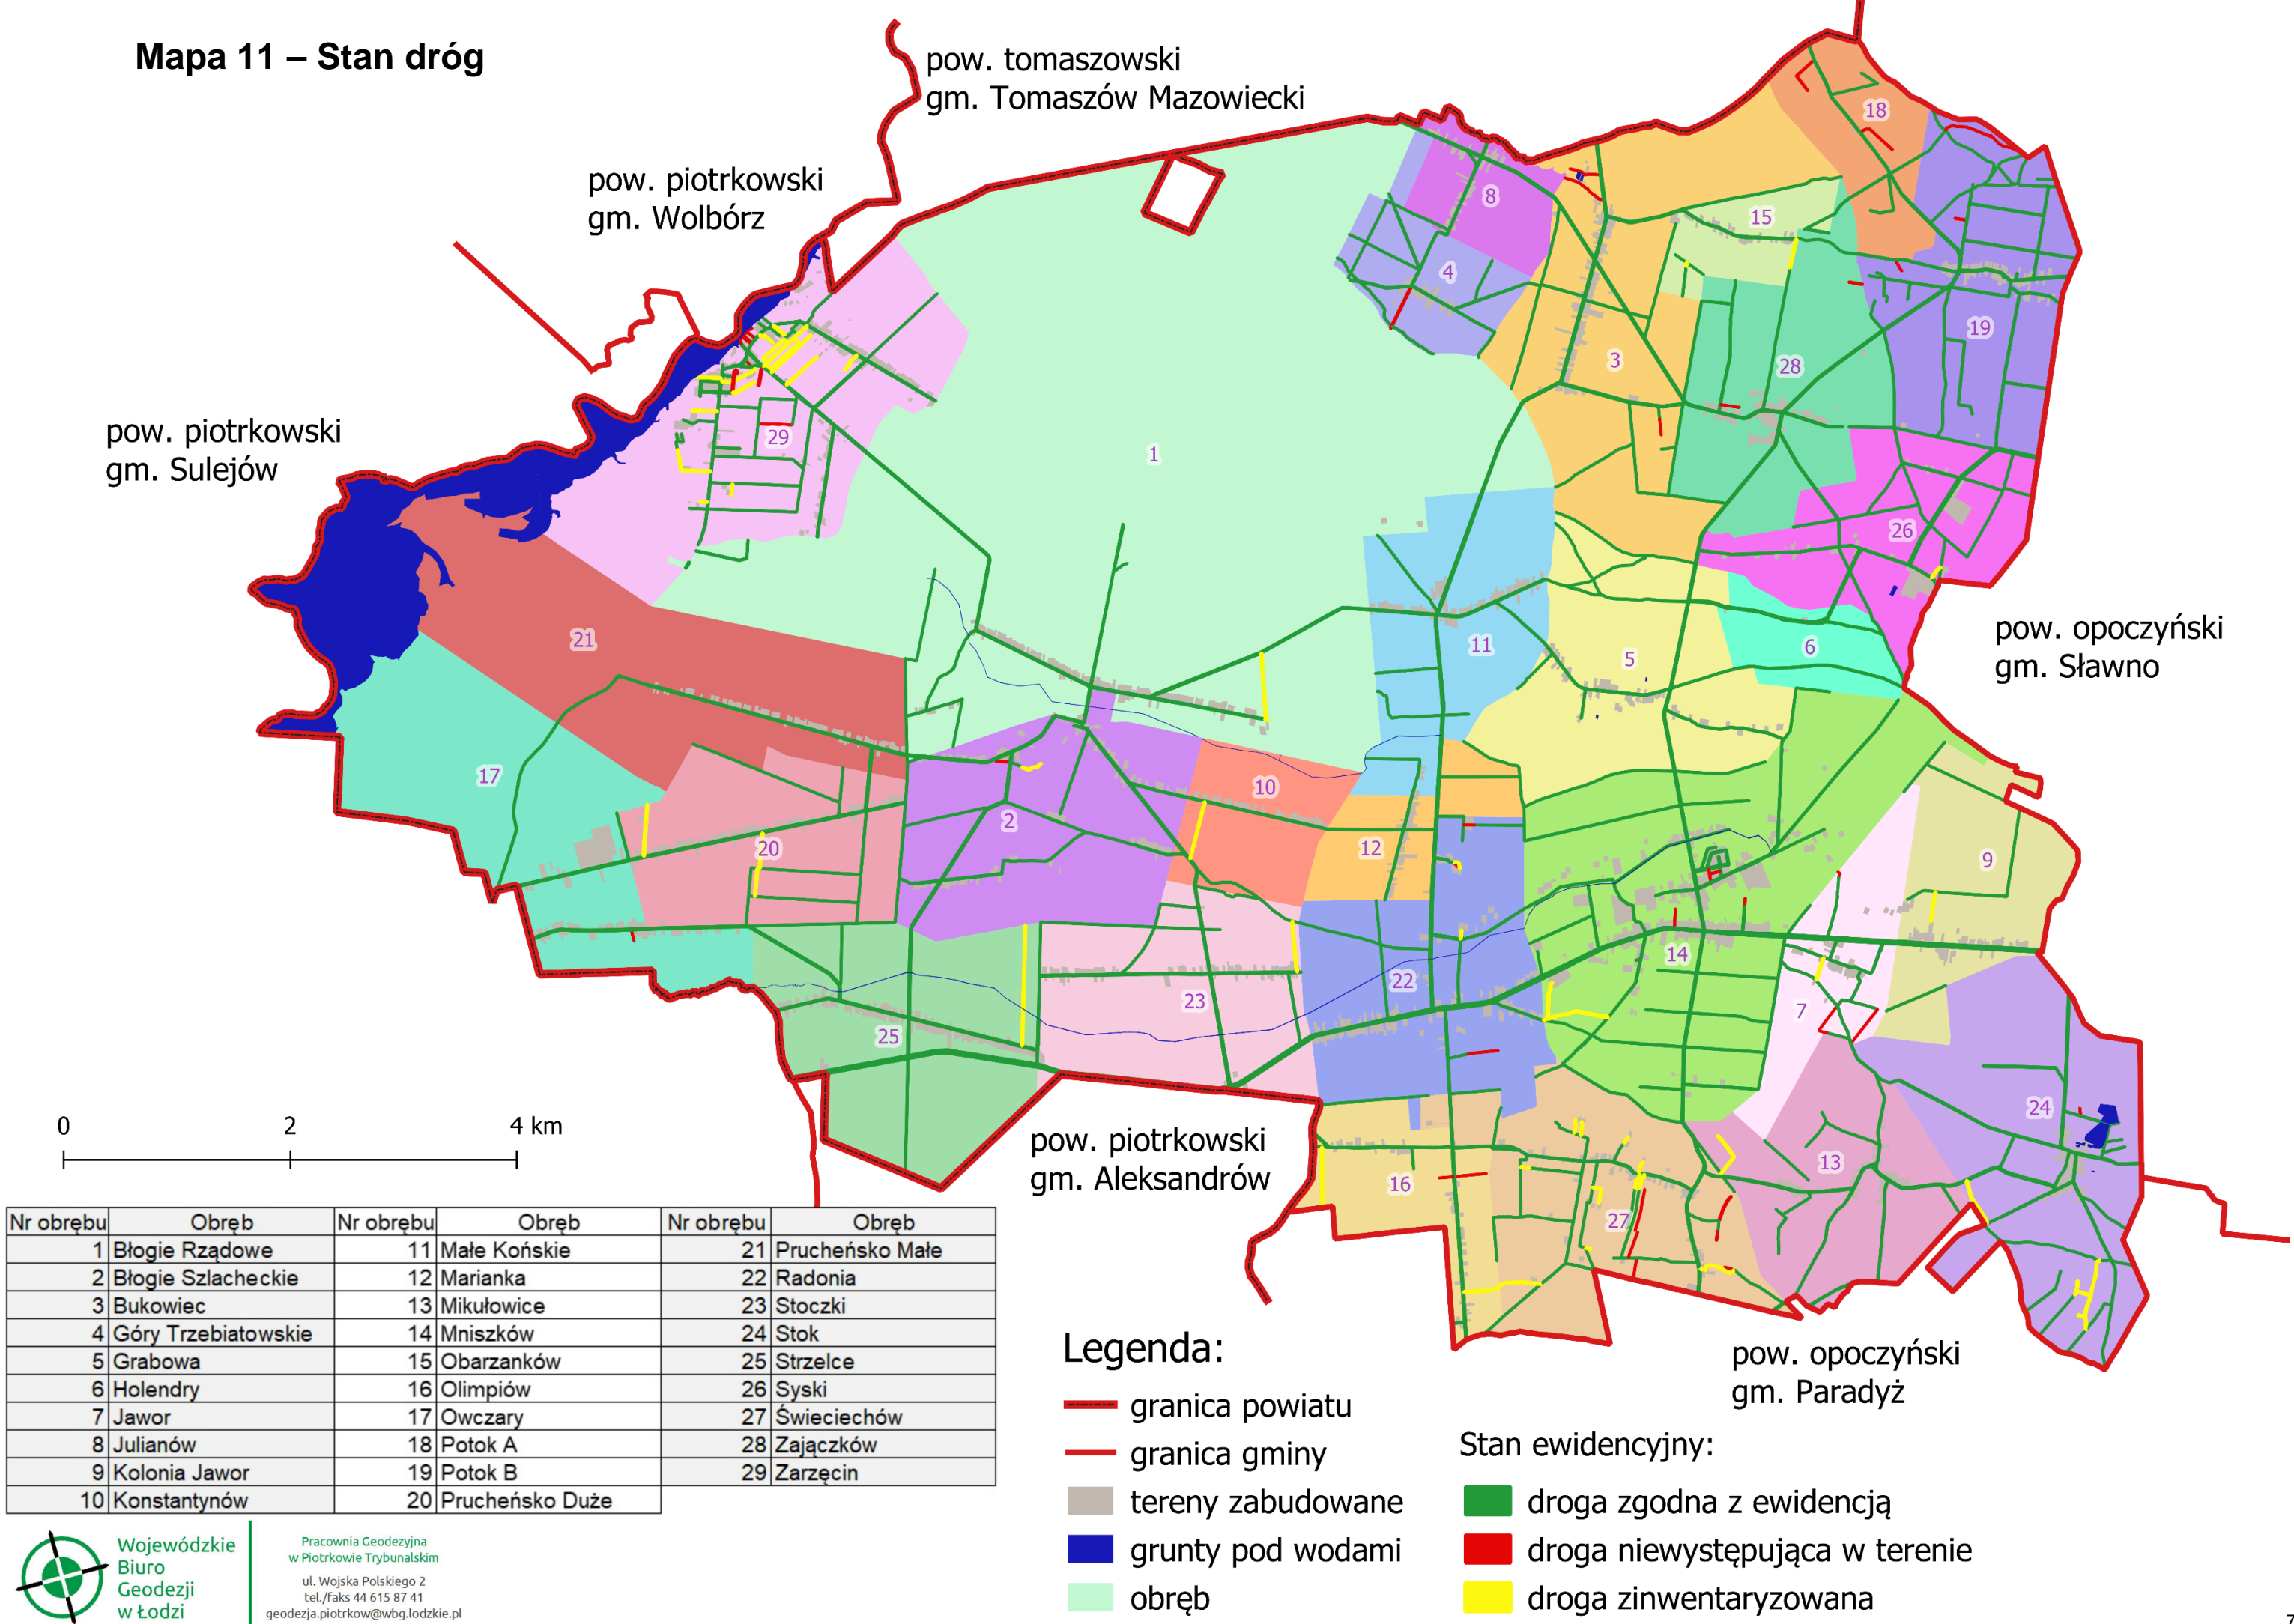 Mapa 11 – Stan dróg
pow. tomaszowski
gm. Tomaszów Mazowiecki
pow. piotrkowski
gm. Wolbórz
pow. piotrkowski
gm. Sulejów
pow. opoczyński
gm. Sławno
pow. piotrkowski
gm. Aleksandrów
pow. opoczyński
gm. Paradyż
18
8
15
4
19
3
28
29
1
26
21
11
5
6
17
10
2
20
12
9
14
22
23
7
25
24
13
16
27
0 2 4 km
Nr obrębu Obręb Nr obrębu Obręb Nr obrębu Obręb
1 Błogie Rządowe 11 Małe Końskie 21 Prucheńsko Małe
2 Błogie Szlacheckie 12 Marianka 22 Radonia
3 Bukowiec 13 Mikułowice 23 Stoczki
4 Góry Trzebiatowskie 14 Mniszków 24 Stok
5 Grabowa 15 Obarzanków 25 Strzelce
6 Holendry 16 Olimpiów 26 Syski
7 Jawor 17 Owczary 27 Świeciechów
8 Julianów 18 Potok A 28 Zajączków
9 Kolonia Jawor 19 Potok B 29 Zarzęcin
10 Konstantynów 20 Prucheńsko Duże
Legenda:
granica powiatu
granica gminy
tereny zabudowane
grunty pod wodami
obręb
Stan ewidencyjny:
droga zgodna z ewidencją
droga niewystępująca w terenie
droga zinwentaryzowana
Wojewódzkie
Biuro
Geodezji
w Łodzi
Pracownia Geodezyjna
w Piotrkowie Trybunalskim
ul. Wojska Polskiego 2
tel./faks 44 615 87 41
geodezja.piotrkow@wbg.lodzkie.pl